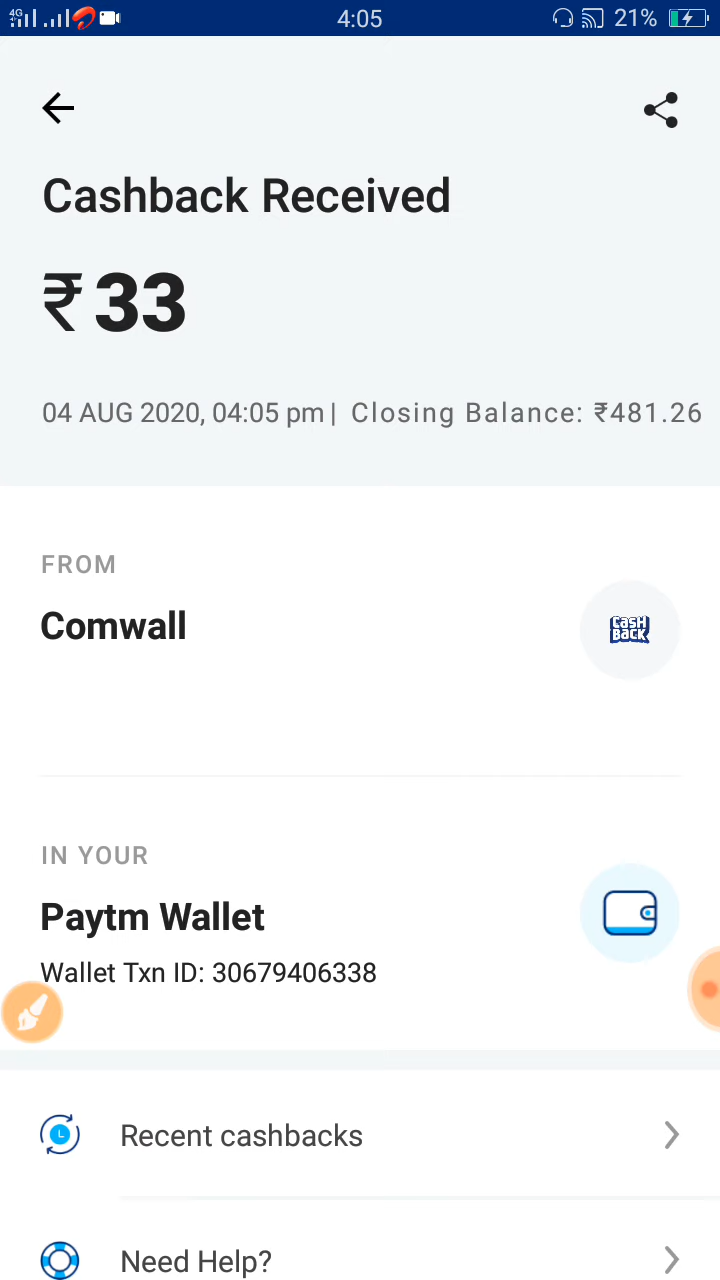 4G 4:05 21%
Cashback Received
₹33
04 AUG 2020, 04:05 pm | Closing Balance: ₹481.26
FROM
Comwall
CASH
BACK
IN YOUR
Paytm Wallet
Wallet Txn ID: 30679406338
Recent cashbacks
Need Help?